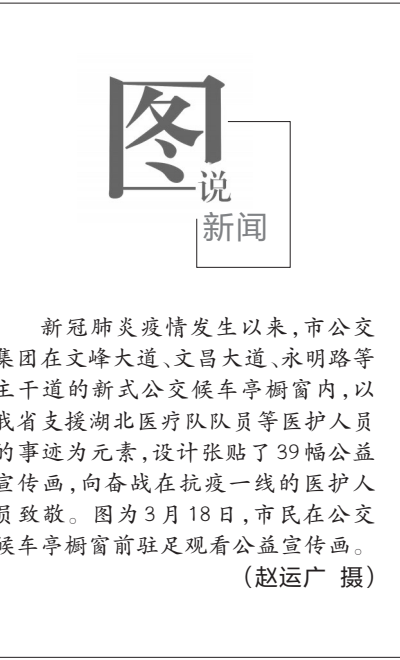 图说
新闻
新冠肺炎疫情发生以来，市公交
集团在文峰大道、文昌大道、永明路等
主干道的新式公交候车亭橱窗内，以
我省支援湖北医疗队队员等医护人员
的事迹为元素，设计张贴了39幅公益
宣传画，向奋战在抗疫一线的医护人
员致敬。图为3月18日，市民在公交
候车亭橱窗前驻足观看公益宣传画。
（赵运广 摄）